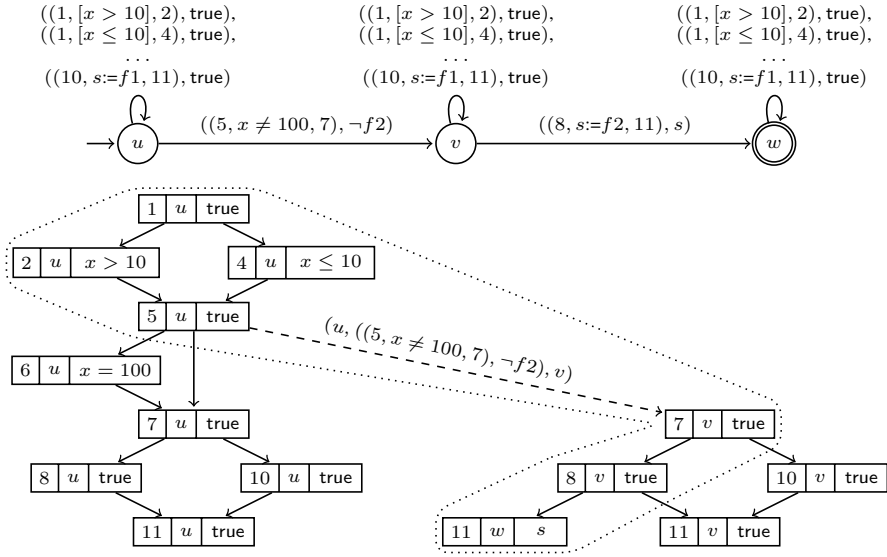 ((1, [x > 10], 2), true), ((1, [x > 10], 2), true), ((1, [x > 10], 2), true),
((1, [x ≤ 10], 4), true), ((1, [x ≤ 10], 4), true), ((1, [x ≤ 10], 4), true),
... ... ...
((10, s:=f1, 11), true) ((10, s:=f1, 11), true) ((10, s:=f1, 11), true)
((5, x ≠ 100, 7), ¬f2) ((8, s:=f2, 11), s)
u v w
1 u true
2 u x > 10 4 u x ≤ 10
5 u true
(u, ((5, x ≠ 100, 7), ¬f2), v)
6 u x = 100
7 u true 7 v true
8 u true 10 u true 8 v true 10 v true
11 u true 11 w s 11 v true